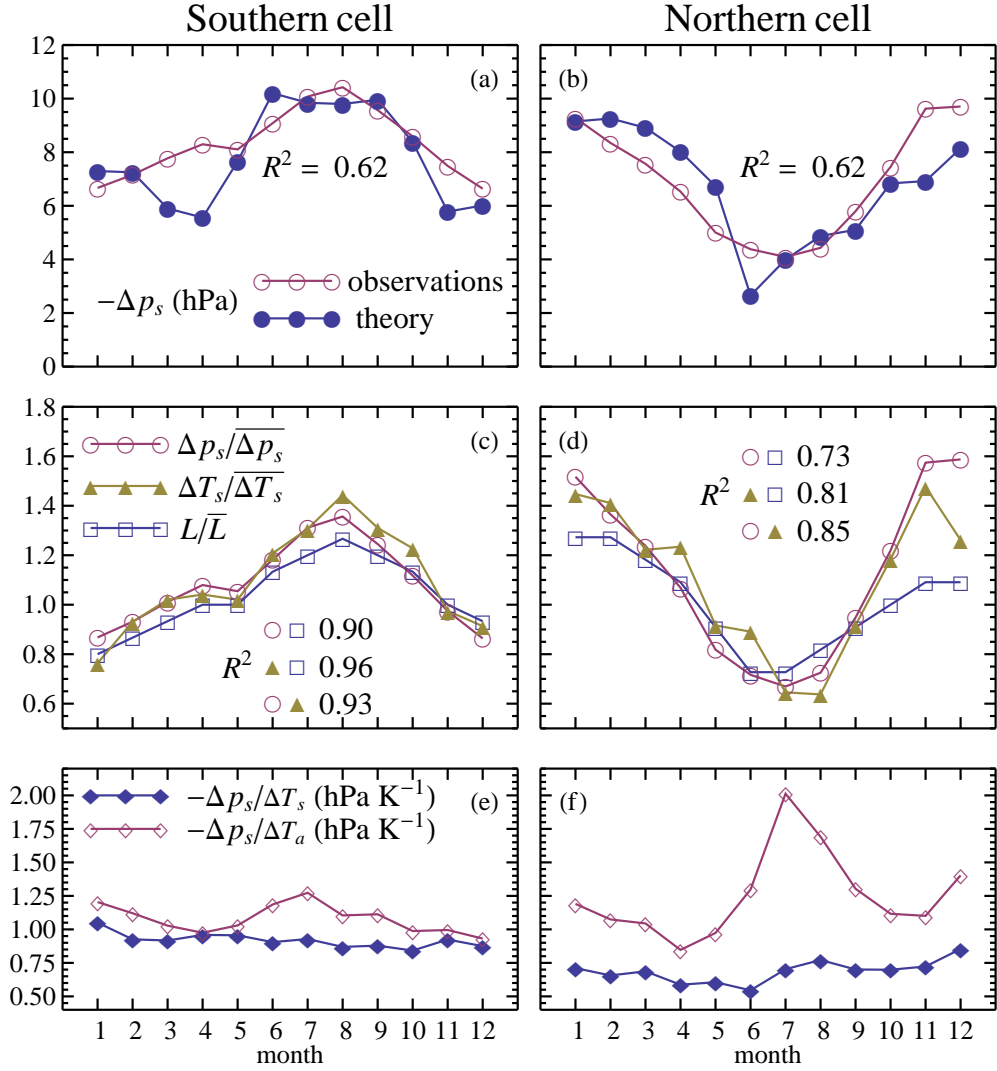 Southern cell
Northern cell
12
10
8
6
4
2
0
(a)
R² = 0.62
−Δp_s (hPa)
observations
theory
(b)
R² = 0.62
1.8
1.6
1.4
1.2
1.0
0.8
0.6
(c)
Δp_s/Δp_s
ΔT_s/ΔT_s
L/L
R²
0.90
0.96
0.93
(d)
R²
0.73
0.81
0.85
2.00
1.75
1.50
1.25
1.00
0.75
0.50
(e)
−Δp_s/ΔT_s (hPa K⁻¹)
−Δp_s/ΔT_a (hPa K⁻¹)
(f)
1 2 3 4 5 6 7 8 9 10 11 12
month
1 2 3 4 5 6 7 8 9 10 11 12
month